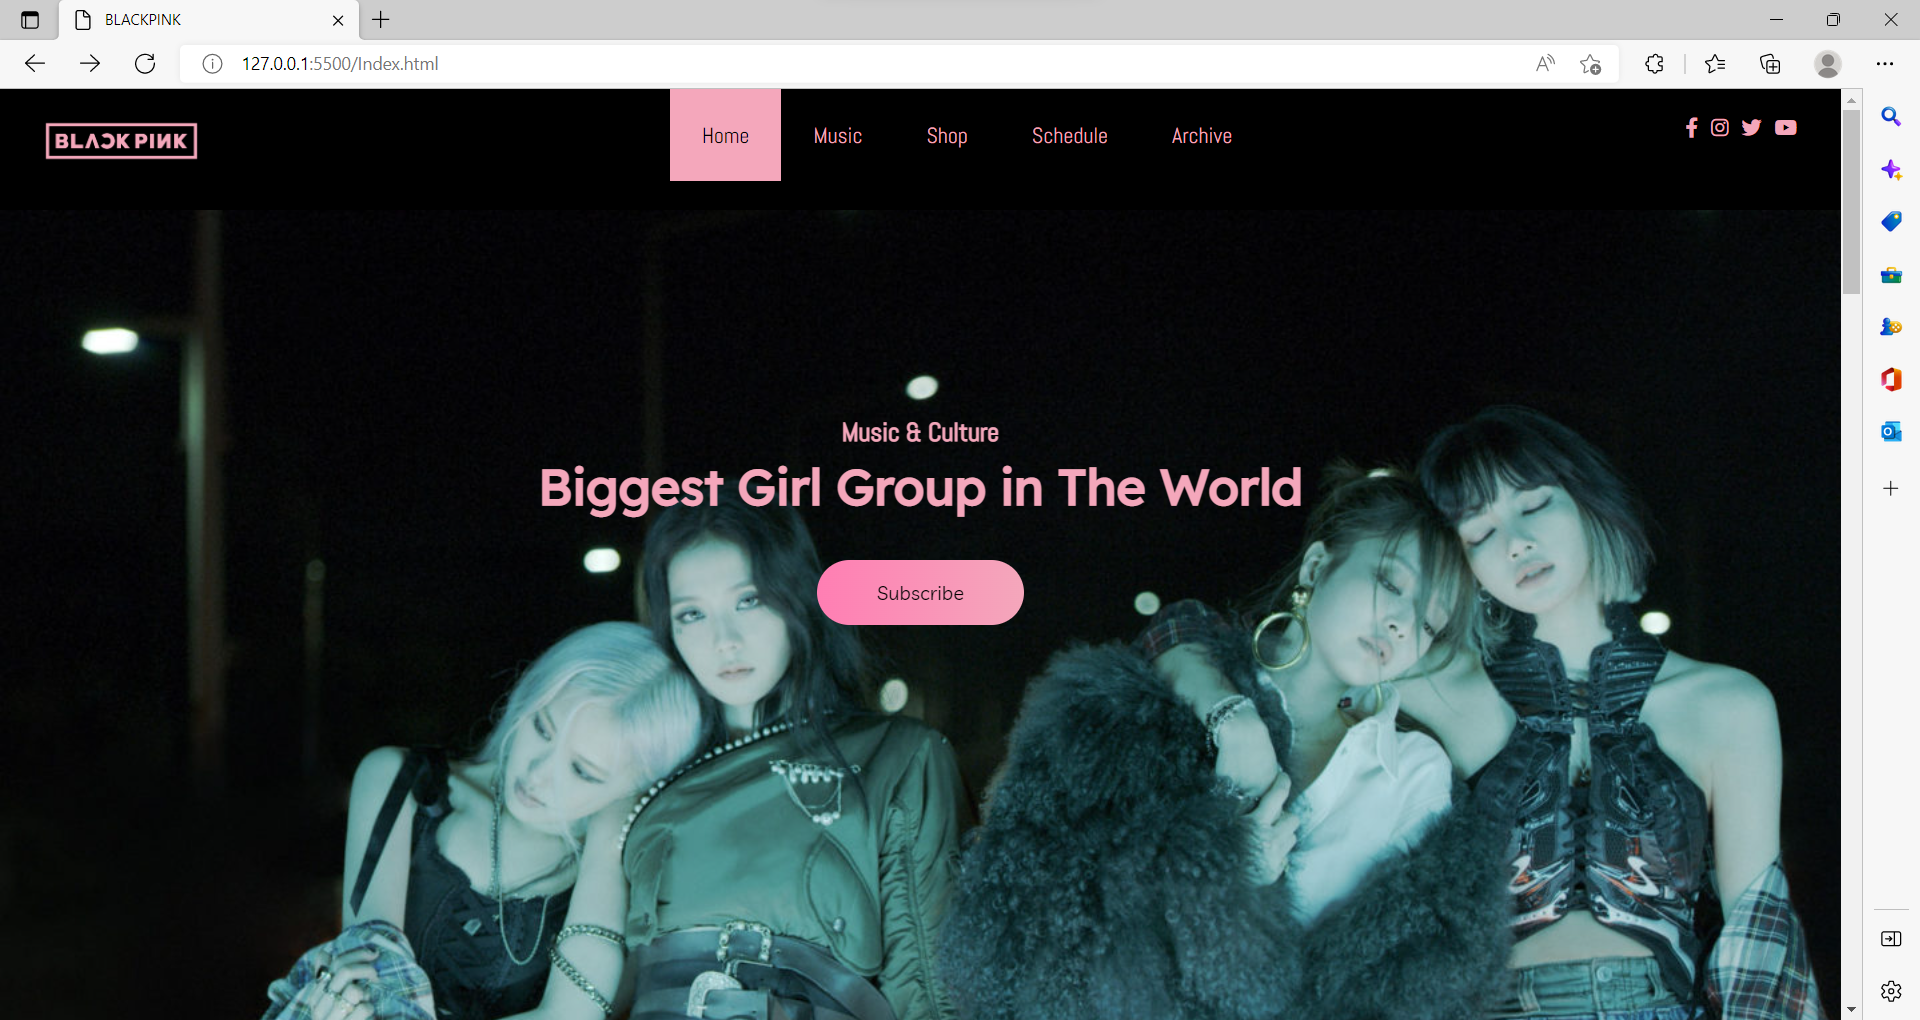 BLACKPINK
127.0.0.1:5500/Index.html
BLACKPINK
Home
Music
Shop
Schedule
Archive
Music & Culture
Biggest Girl Group in The World
Subscribe